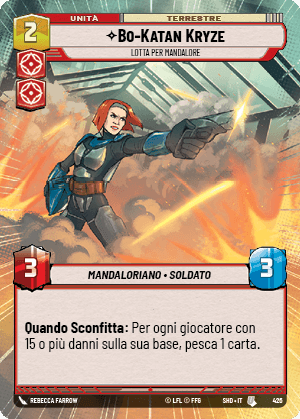 UNITÀ
TERRESTRE
2
Bo-Katan Kryze
LOTTA PER MANDALORE
3
3
MANDALORIANO • SOLDATO
Quando Sconfitta: Per ogni giocatore con
15 o più danni sulla sua base, pesca 1 carta.
REBECCA FARROW
© LFL © FFG
SHD • IT
426